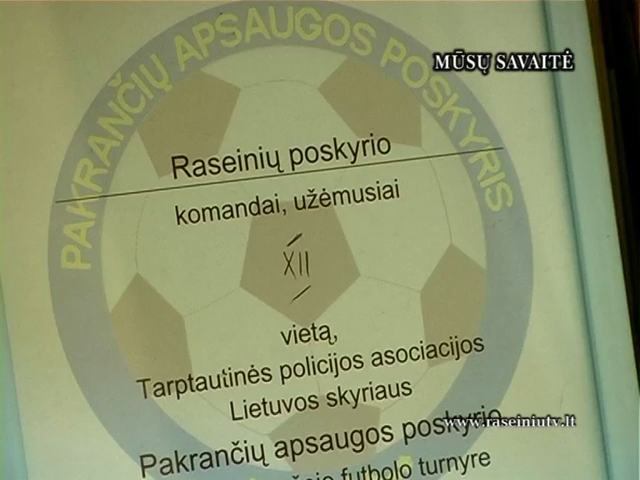 MŪSŲ SAVAITĖ
PAKRANČIŲ APSAUGOS POSKYRIS
Raseinių poskyrio
komandai, užėmusiai
XII
vietą,
Tarptautinės policijos asociacijos
Lietuvos skyriaus
www.raseiniutv.lt
Pakrančių apsaugos poskyrio
futbolo turnyre